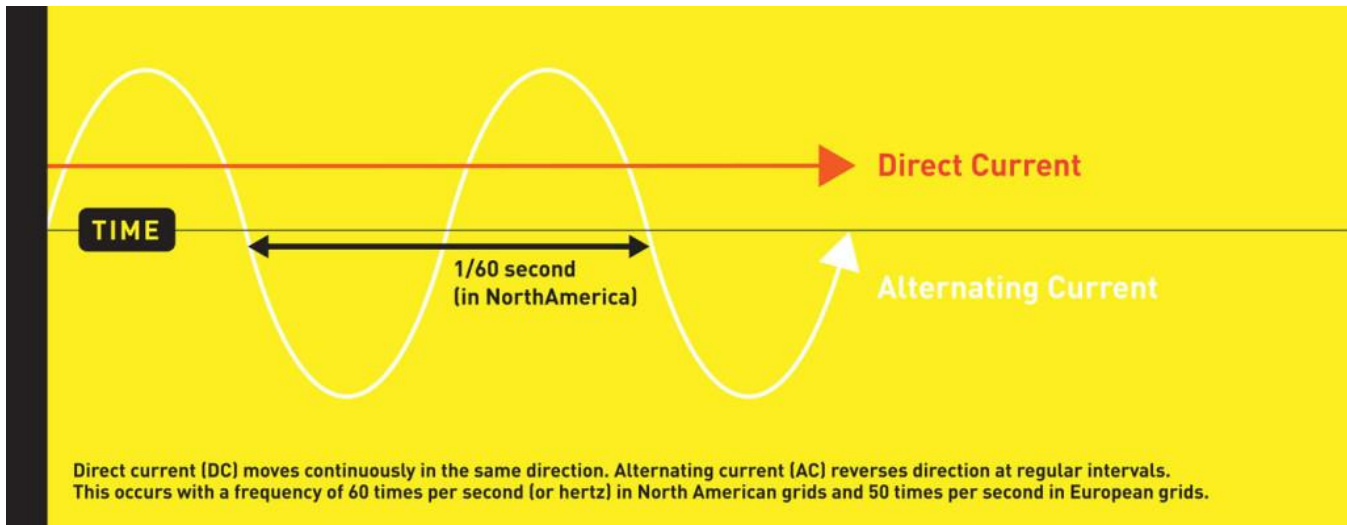 Direct Current
TIME
1/60 second
(in NorthAmerica)
Alternating Current
Direct current (DC) moves continuously in the same direction. Alternating current (AC) reverses direction at regular intervals.
This occurs with a frequency of 60 times per second (or hertz) in North American grids and 50 times per second in European grids.